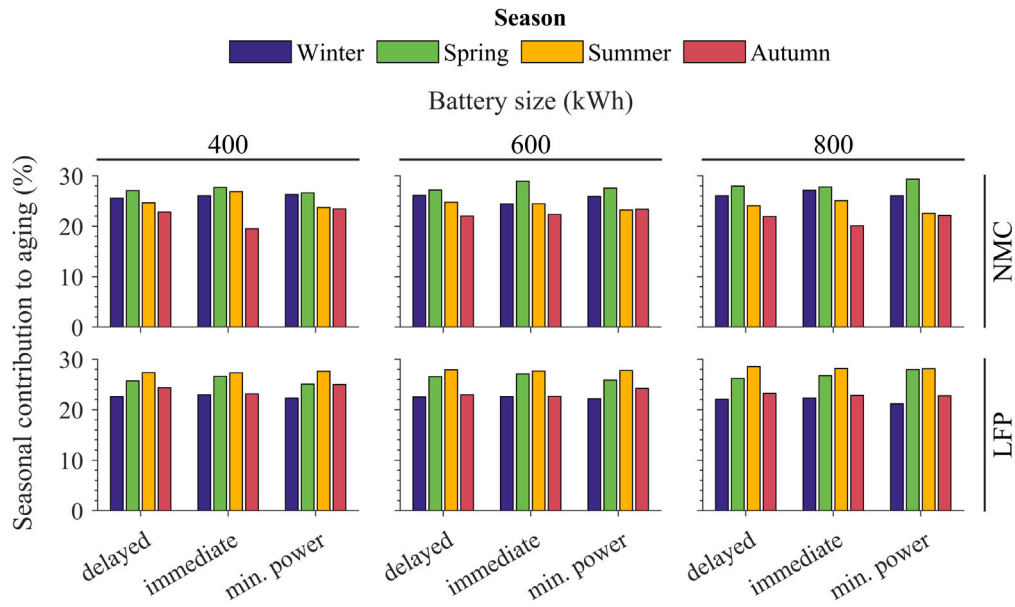 Season
Winter Spring Summer Autumn
Battery size (kWh)
400 600 800
Seasonal contribution to aging (%)
30
20
10
0
NMC
30
20
10
0
LFP
delayed immediate min. power delayed immediate min. power delayed immediate min. power